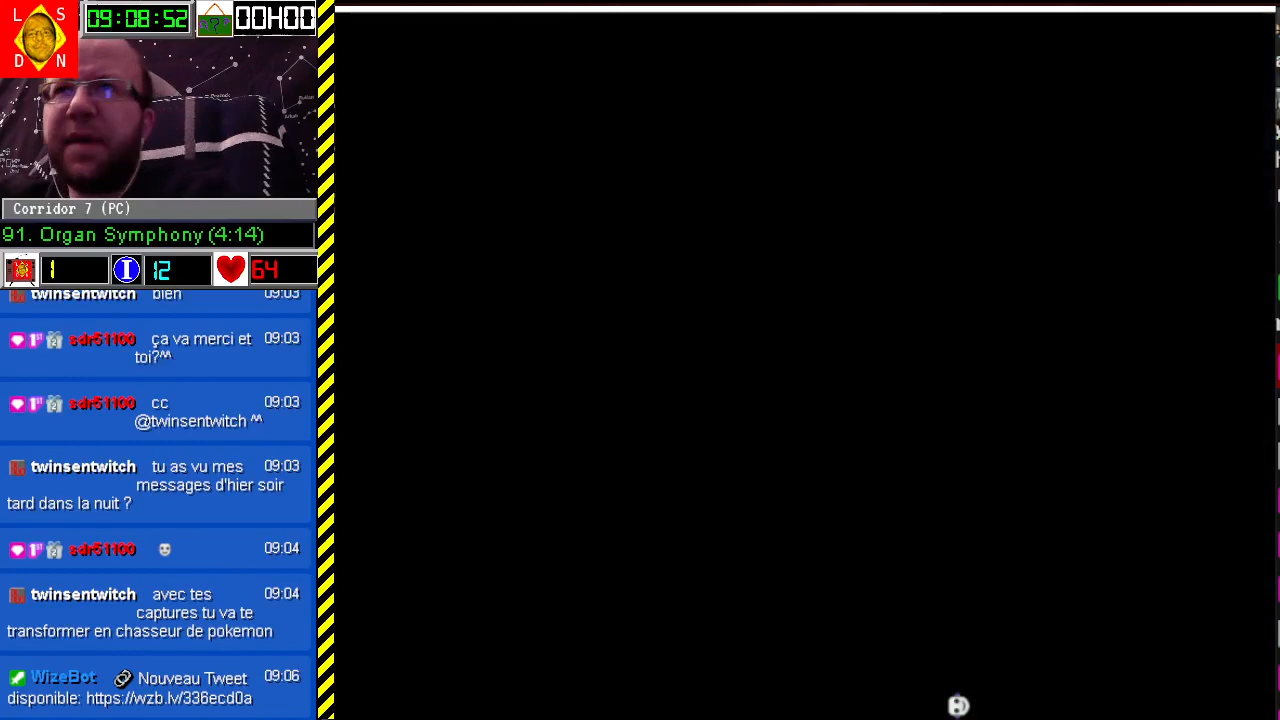 L S
D N
09:08:52
00H00
Corridor 7 (PC)
91. Organ Symphony (4:14)
1
12
64
twinsentwitch bien 09:03
sdr51100 ça va merci et 09:03
toi?^^
sdr51100 cc 09:03
@twinsentwitch ^^
twinsentwitch tu as vu mes 09:03
messages d'hier soir
tard dans la nuit ?
sdr51100 09:04
twinsentwitch avec tes 09:04
captures tu va te
transformer en chasseur de pokemon
WizeBot Nouveau Tweet 09:06
disponible: https://wzb.lv/336ecd0a